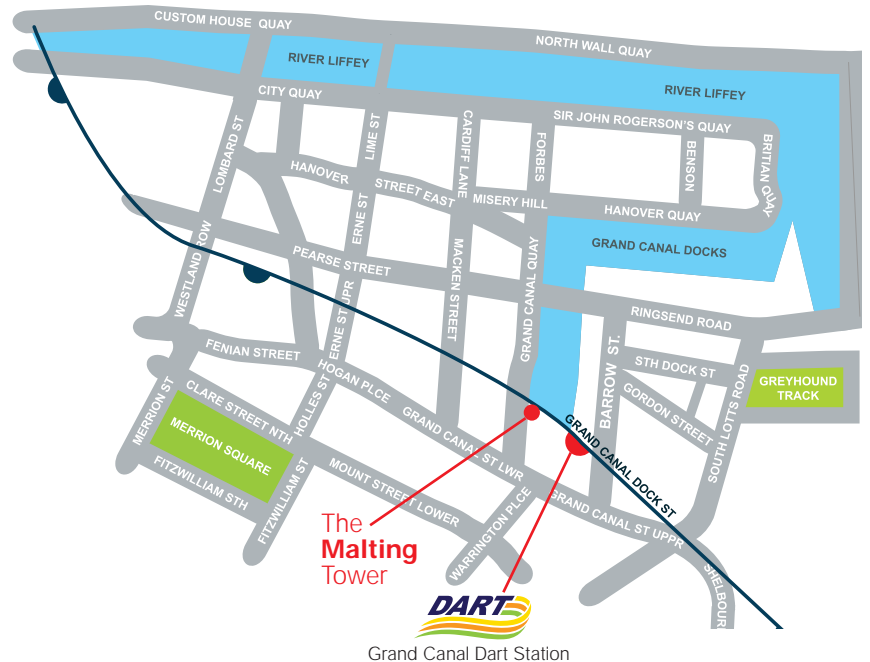 CUSTOM HOUSE QUAY
NORTH WALL QUAY
RIVER LIFFEY
RIVER LIFFEY
CITY QUAY
SIR JOHN ROGERSON'S QUAY
LOMBARD ST
LIME ST
CARDIFF LANE
FORBES
BENSON
BRITIAN QUAY
HANOVER STREET EAST
MISERY HILL
HANOVER QUAY
ERNE ST
GRAND CANAL DOCKS
WESTLAND ROW
PEARSE STREET
MACKEN STREET
GRAND CANAL QUAY
RINGSEND ROAD
ERNE ST UPR
FENIAN STREET
HOGAN PLCE
BARROW ST.
STH DOCK ST
GREYHOUND
TRACK
GORDON STREET
SOUTH LOTTS ROAD
MERRION ST
CLARE STREET NTH
HOLLES ST
MERRION SQUARE
GRAND CANAL ST LWR
GRAND CANAL DOCK ST
FITZWILLIAM STH
FITZWILLIAM ST
MOUNT STREET LOWER
WARRINGTON PLCE
GRAND CANAL ST UPPR
SHELBOUR
The
Malting
Tower
DART
Grand Canal Dart Station